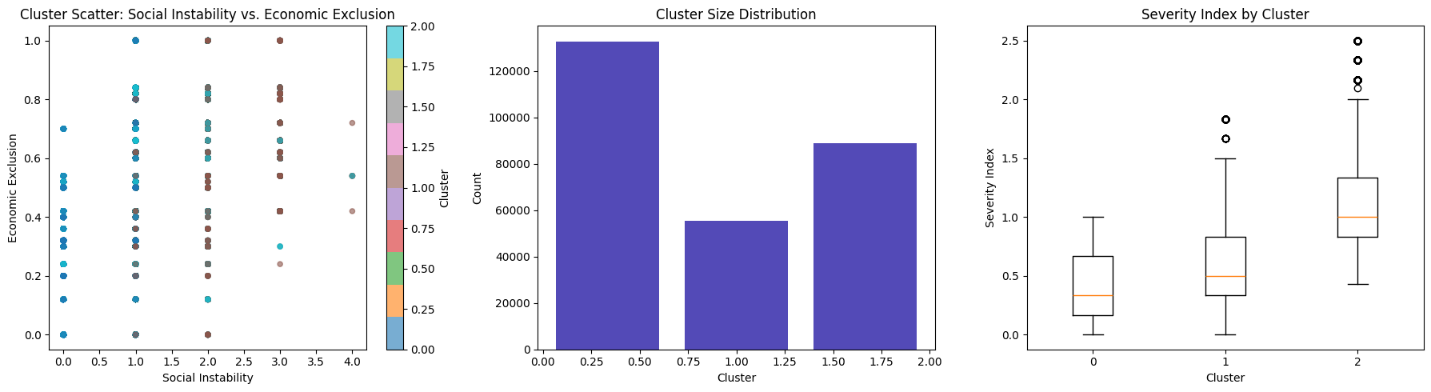 Cluster Scatter: Social Instability vs. Economic Exclusion
1.0
0.8
0.6
0.4
0.2
0.0
Economic Exclusion
0.0 0.5 1.0 1.5 2.0 2.5 3.0 3.5 4.0
Social Instability
2.00
1.75
1.50
1.25
1.00
0.75
0.50
0.25
0.00
Cluster
Cluster Size Distribution
120000
100000
80000
60000
40000
20000
0
Count
0.00 0.25 0.50 0.75 1.00 1.25 1.50 1.75 2.00
Cluster
Severity Index by Cluster
2.5
2.0
1.5
1.0
0.5
0.0
Severity Index
0 1 2
Cluster